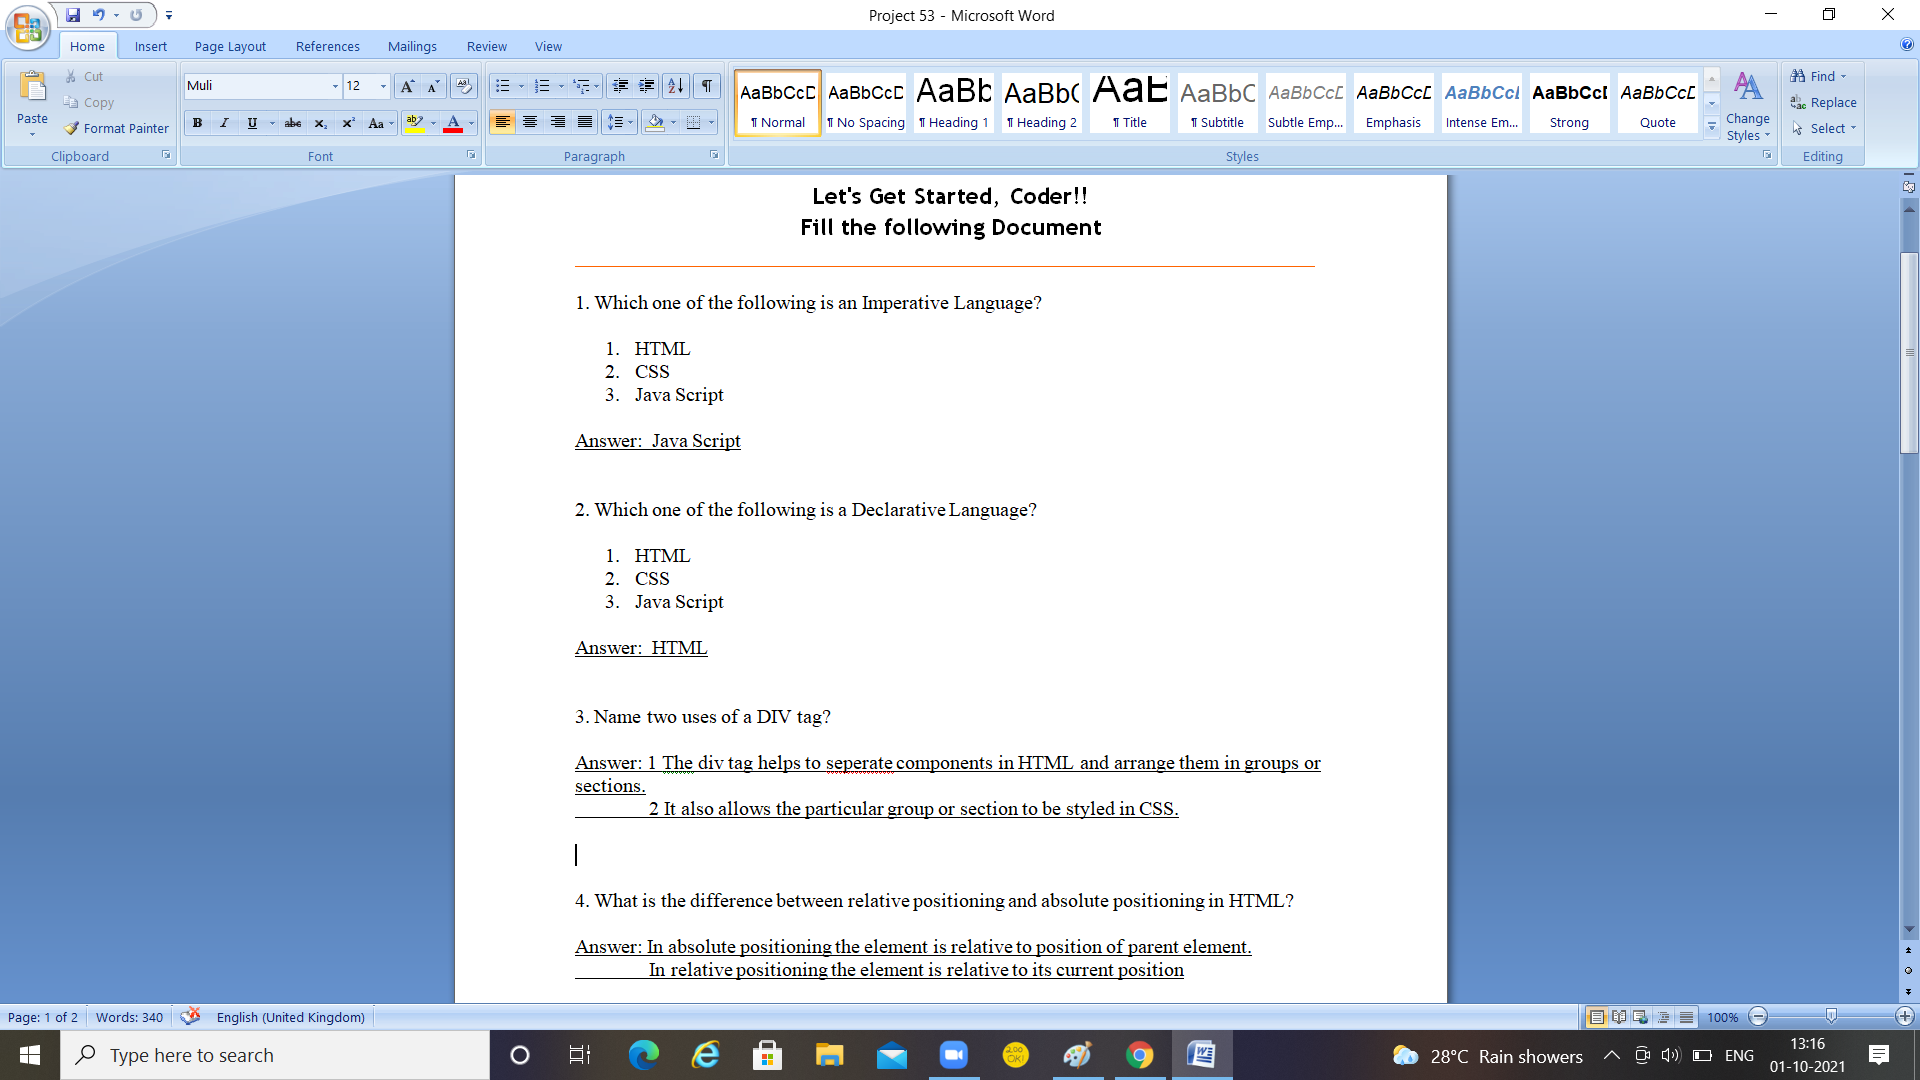 Project 53 - Microsoft Word
Home Insert Page Layout References Mailings Review View
Paste
Cut
Copy
Format Painter
Clipboard
Muli 12
B I U abc x₂ x² Aa ab A
Font
Paragraph
AaBbCcD AaBbCcD AaBb AaBbC AaB AaBbC AaBbCcD AaBbCcD AaBbCcD AaBbCcD AaBbCcD
¶ Normal ¶ No Spacing ¶ Heading 1 ¶ Heading 2 ¶ Title ¶ Subtitle Subtle Emp... Emphasis Intense Em... Strong Quote
Styles
Change
Styles
Find
Replace
Select
Editing
Let's Get Started, Coder!!
Fill the following Document
1. Which one of the following is an Imperative Language?
1. HTML
2. CSS
3. Java Script
Answer: Java Script
2. Which one of the following is a Declarative Language?
1. HTML
2. CSS
3. Java Script
Answer: HTML
3. Name two uses of a DIV tag?
Answer: 1 The div tag helps to seperate components in HTML and arrange them in groups or
sections.
2 It also allows the particular group or section to be styled in CSS.
4. What is the difference between relative positioning and absolute positioning in HTML?
Answer: In absolute positioning the element is relative to position of parent element.
In relative positioning the element is relative to its current position
Page: 1 of 2 Words: 340 English (United Kingdom) 100%
Type here to search
28°C Rain showers ENG
13:16
01-10-2021